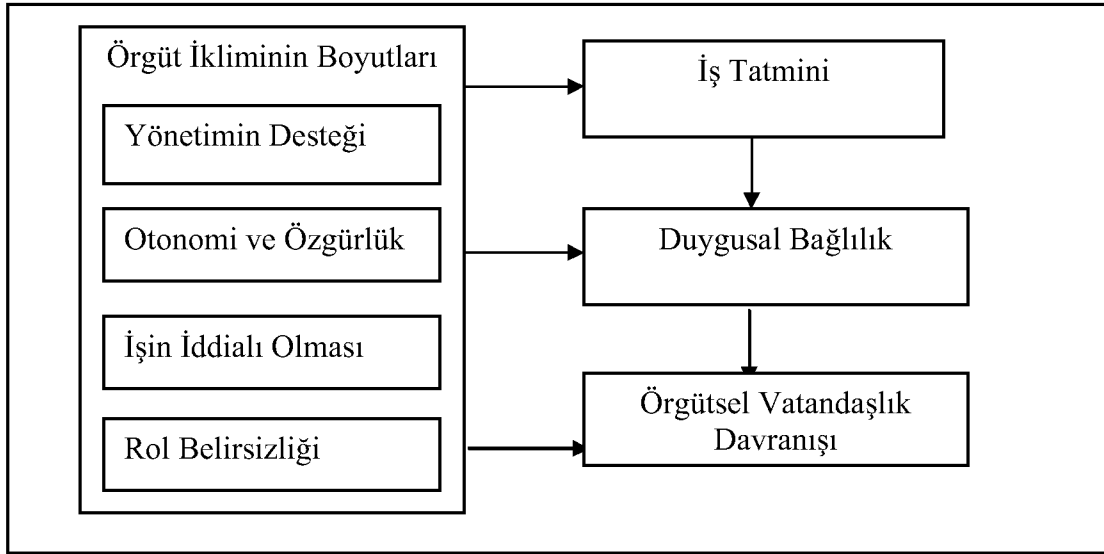 Örgüt İkliminin Boyutları
Yönetimin Desteği
Otonomi ve Özgürlük
İşin İddialı Olması
Rol Belirsizliği
İş Tatmini
Duygusal Bağlılık
Örgütsel Vatandaşlık
Davranışı